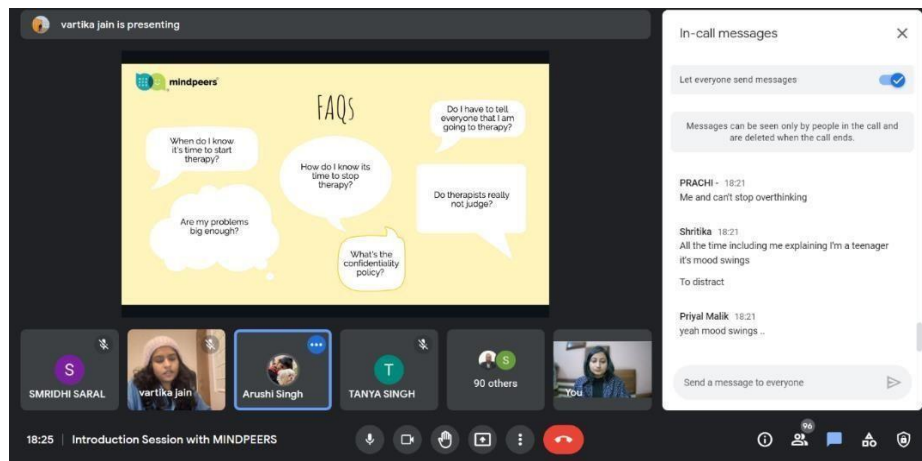 vartika jain is presenting
mindpeers
FAQs
When do I know
it's time to start
therapy?
How do I know its
time to stop
therapy?
Do I have to tell
everyone that I am
going to therapy?
Are my problems
big enough?
Do therapists really
not judge?
What's the
confidentiality
policy?
S
SMRIDHI SARAL
vartika jain
Arushi Singh
T
TANYA SINGH
S
90 others
You
18:25 | Introduction Session with MINDPEERS
96
In-call messages
Let everyone send messages
Messages can be seen only by people in the call and
are deleted when the call ends.
PRACHI - 18:21
Me and can't stop overthinking
Shritika 18:21
All the time including me explaining I'm a teenager
it's mood swings
To distract
Priyal Malik 18:21
yeah mood swings ..
Send a message to everyone